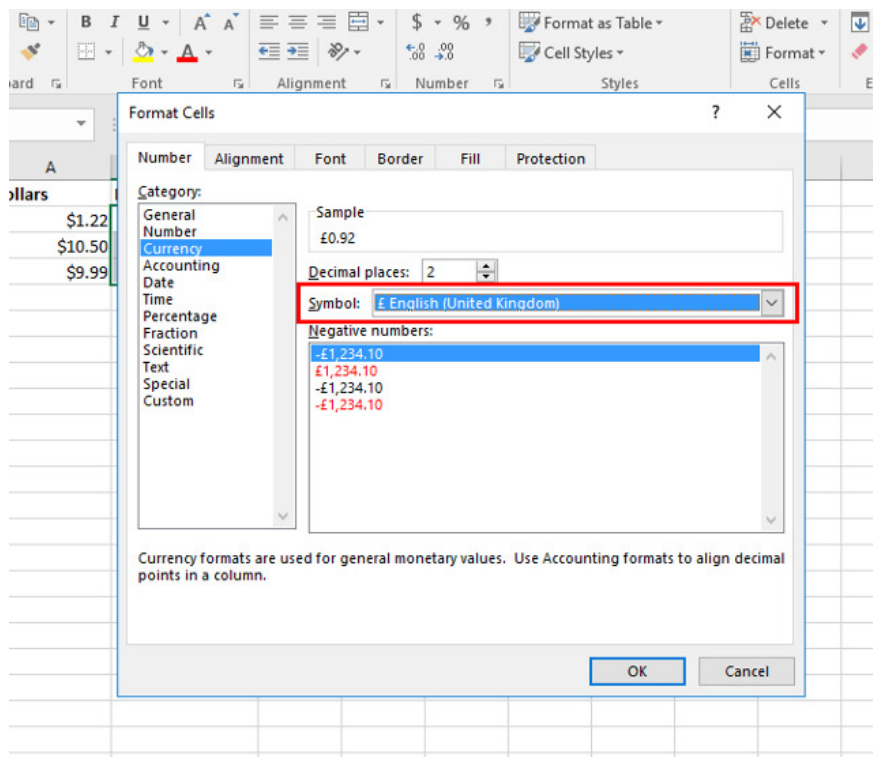 B I U A A $ % , Format as Table Delete
.00 .00 Cell Styles Format
Font Alignment Number Styles Cells
Format Cells ? ×
A
Number Alignment Font Border Fill Protection
ollars
$1.22
$10.50
$9.99
Category:
General
Number
Currency
Accounting
Date
Time
Percentage
Fraction
Scientific
Text
Special
Custom
Sample
£0.92
Decimal places: 2
Symbol: £ English (United Kingdom)
Negative numbers:
-£1,234.10
£1,234.10
-£1,234.10
-£1,234.10
Currency formats are used for general monetary values. Use Accounting formats to align decimal
points in a column.
OK Cancel